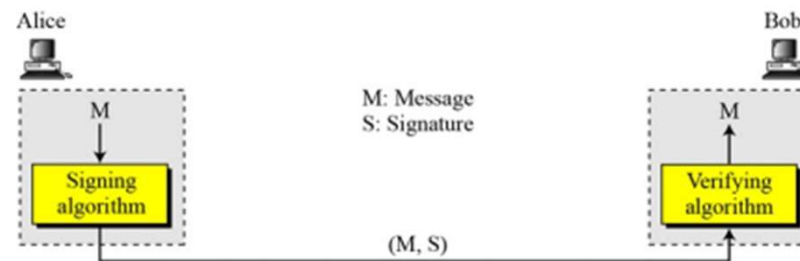 Alice
Bob
M
M: Message
S: Signature
M
Signing
algorithm
Verifying
algorithm
(M, S)